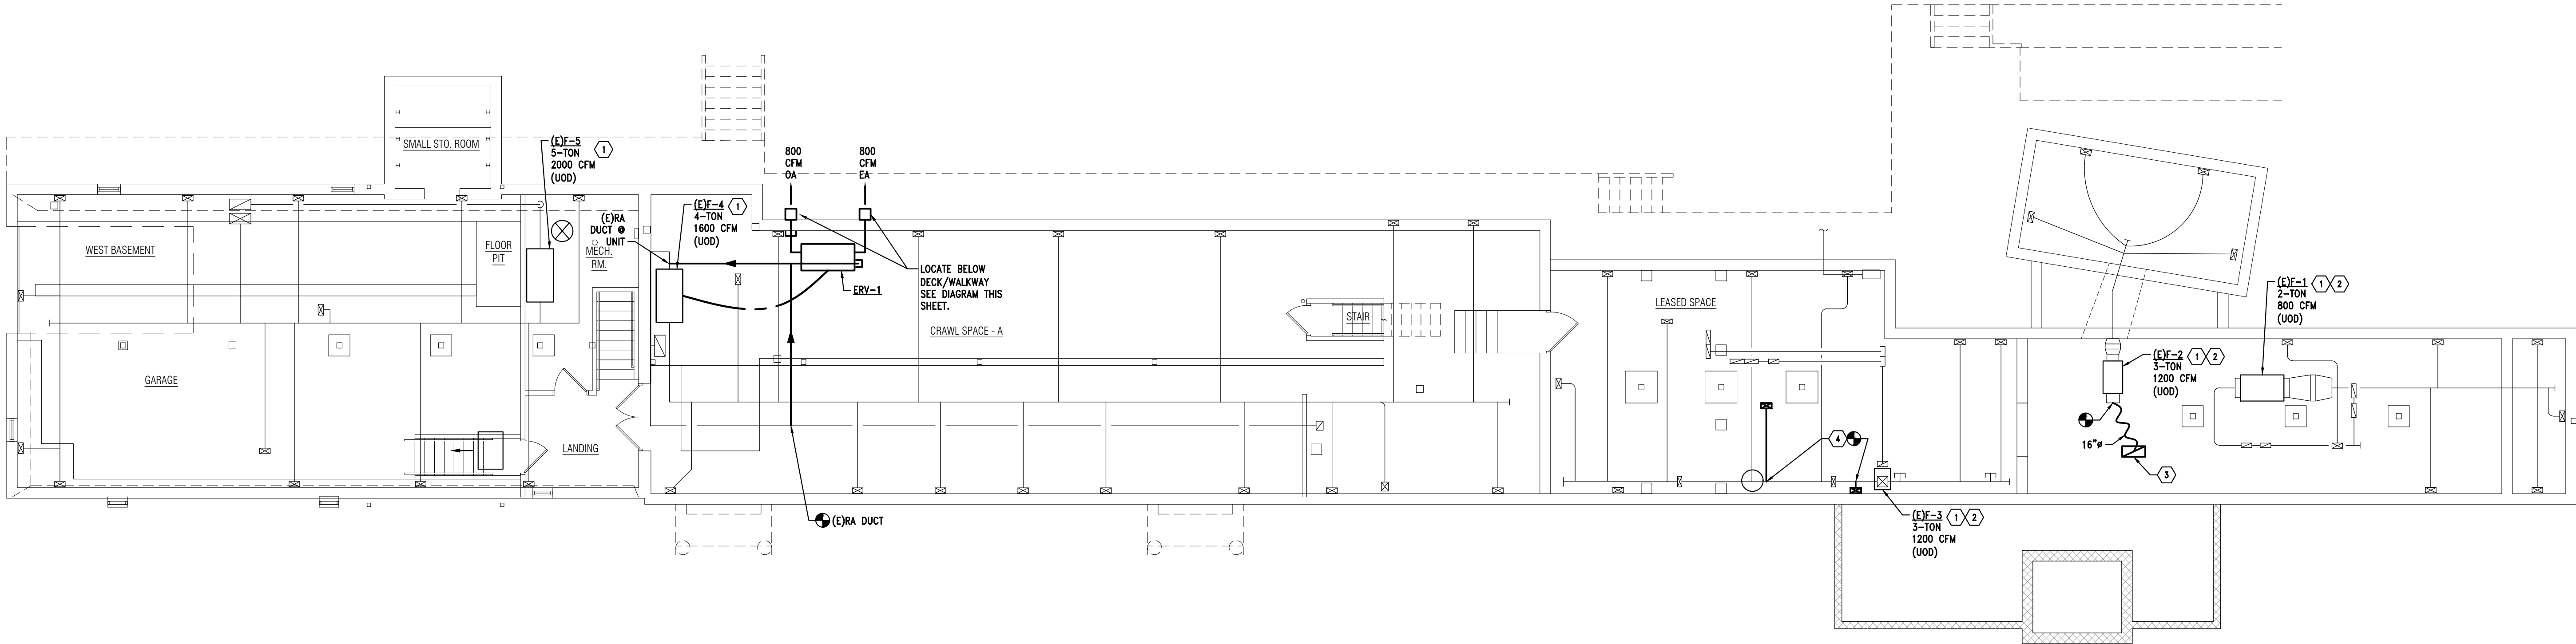 SMALL STO. ROOM
(E)F-5
5-TON
2000 CFM
(UOD)
1
WEST BASEMENT
FLOOR
PIT
(E)RA
DUCT @
UNIT
MECH.
RM.
(E)F-4
4-TON
1600 CFM
(UOD)
1
800
CFM
OA
800
CFM
EA
LOCATE BELOW
DECK/WALKWAY
SEE DIAGRAM THIS
SHEET.
ERV-1
CRAWL SPACE - A
STAIR
GARAGE
LANDING
(E)RA DUCT
LEASED SPACE
4
(E)F-3
3-TON
1200 CFM
(UOD)
1
2
(E)F-2
3-TON
1200 CFM
(UOD)
1
2
16"ø
3
(E)F-1
2-TON
800 CFM
(UOD)
1
2